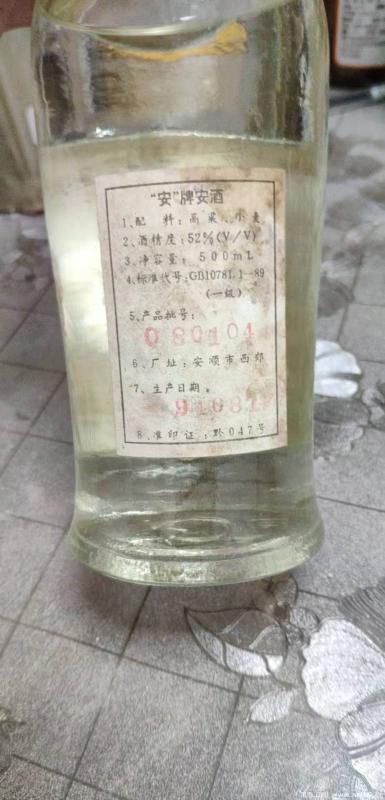 “安”牌安酒
1、配 料：高粱、小麦
2、酒精度：52%(V/V)
3、净容量：500mL
4、标准代号：GB10781.1-89
(一级)
5、产品批号：
080104
6、厂址：安顺市西郊
7、生产日期。
8、准印证：黔047号